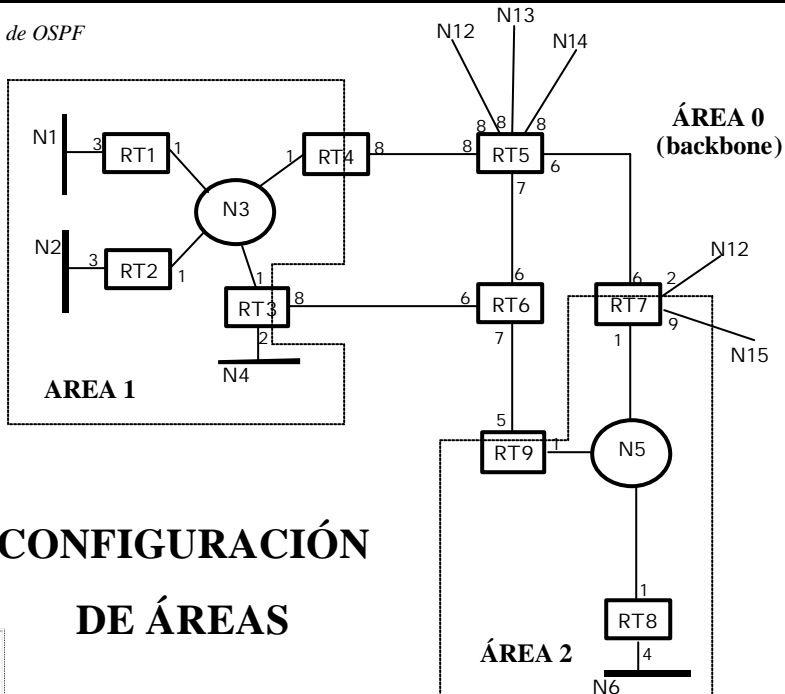 de OSPF
N12
N13
N14
ÁREA 0
(backbone)
N1
3
RT1
1
1
RT4
8
8
8
8
8
RT5
6
7
N3
N2
3
RT2
1
1
RT3
8
2
N4
6
6
RT6
7
N12
6
2
RT7
9
1
N15
AREA 1
5
RT9
1
N5
CONFIGURACIÓN
DE ÁREAS
1
RT8
4
ÁREA 2
N6